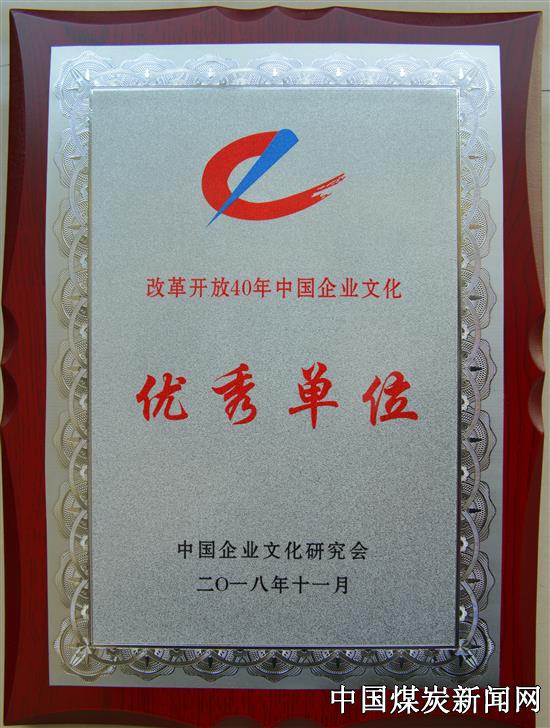 改革开放40年中国企业文化
优秀单位
中国企业文化研究会
二〇一八年十一月
中国煤炭新闻网